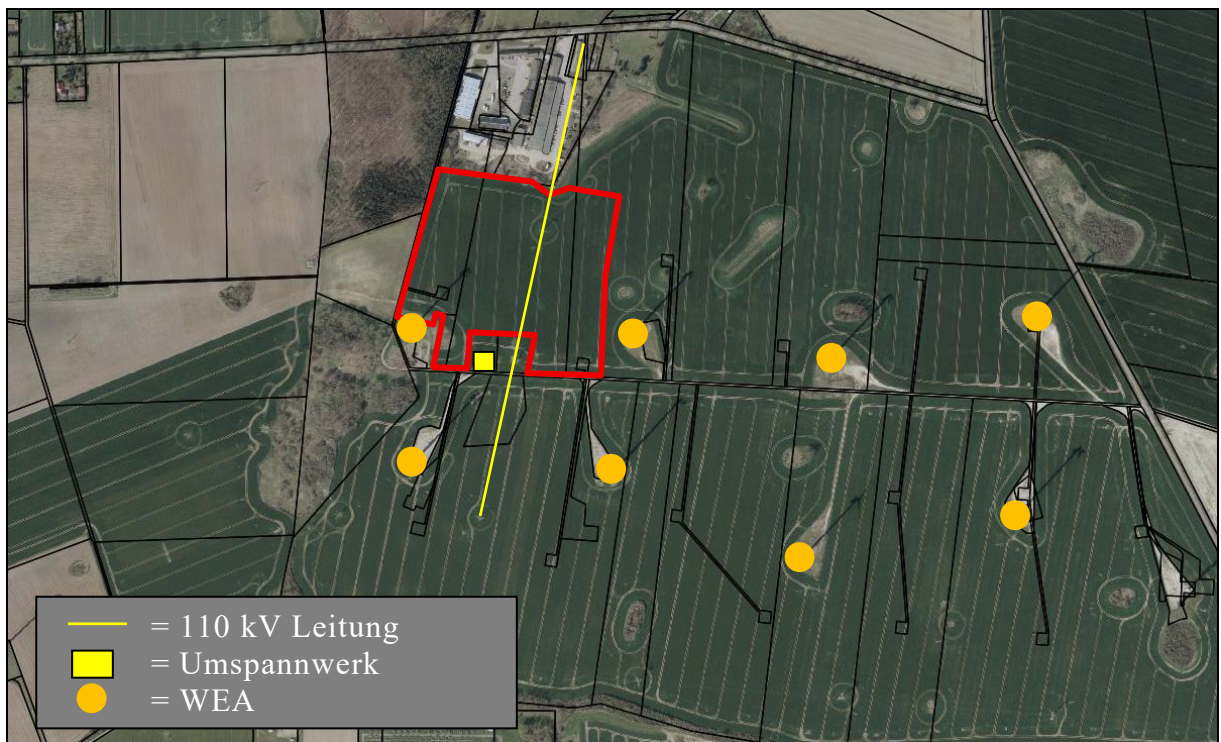 = 110 kV Leitung
= Umspannwerk
= WEA